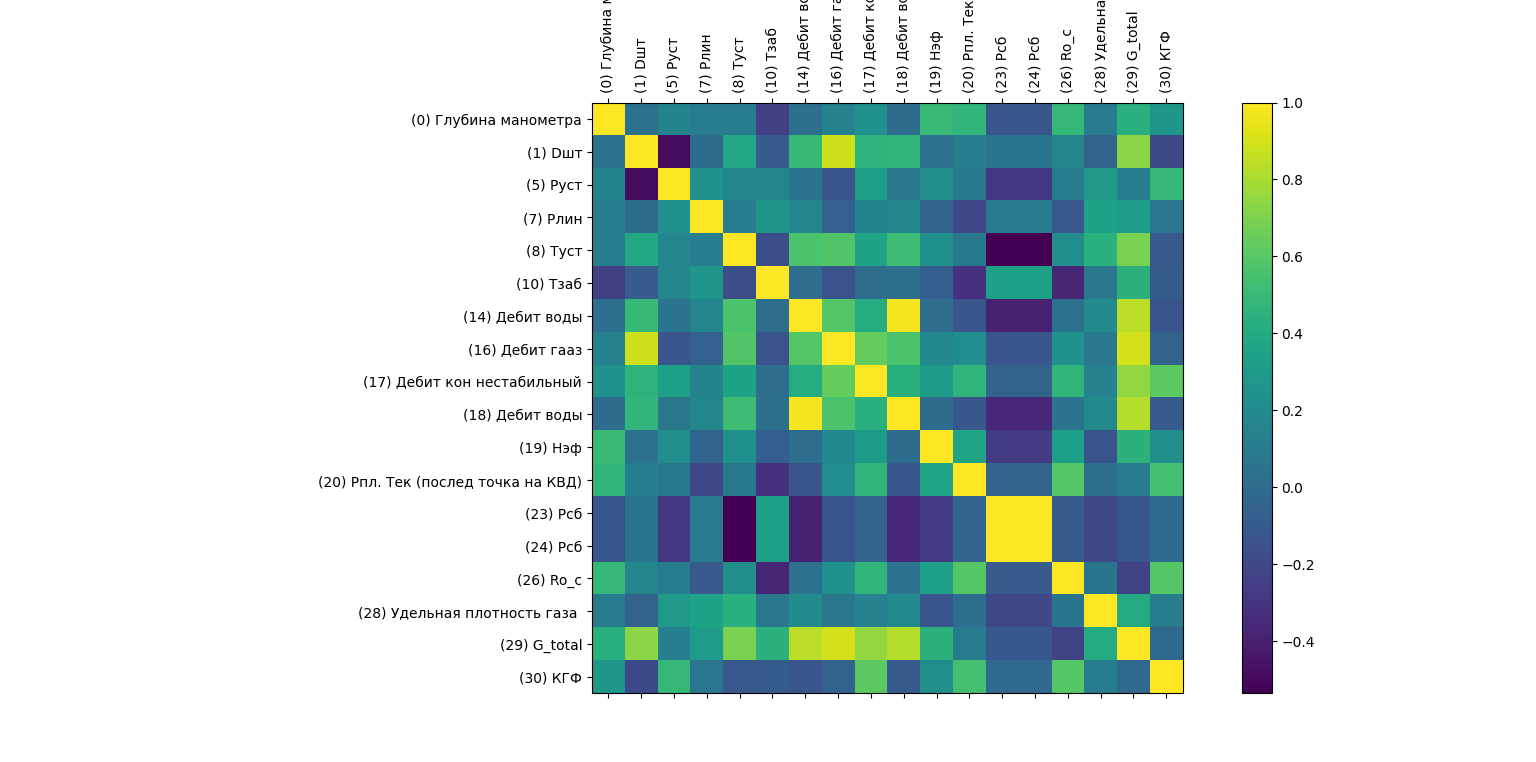 (0) Глубина м
(1) Dшт
(5) Руст
(7) Рлин
(8) Туст
(10) Тзаб
(14) Дебит во
(16) Дебит га
(17) Дебит ко
(18) Дебит во
(19) Нэф
(20) Рпл. Тек
(23) Рсб
(24) Рсб
(26) Ro_c
(28) Удельна
(29) G_total
(30) КГФ
(0) Глубина манометра
(1) Dшт
(5) Руст
(7) Рлин
(8) Туст
(10) Тзаб
(14) Дебит воды
(16) Дебит гааз
(17) Дебит кон нестабильный
(18) Дебит воды
(19) Нэф
(20) Рпл. Тек (послед точка на КВД)
(23) Рсб
(24) Рсб
(26) Ro_c
(28) Удельная плотность газа
(29) G_total
(30) КГФ
1.0
0.8
0.6
0.4
0.2
0.0
−0.2
−0.4